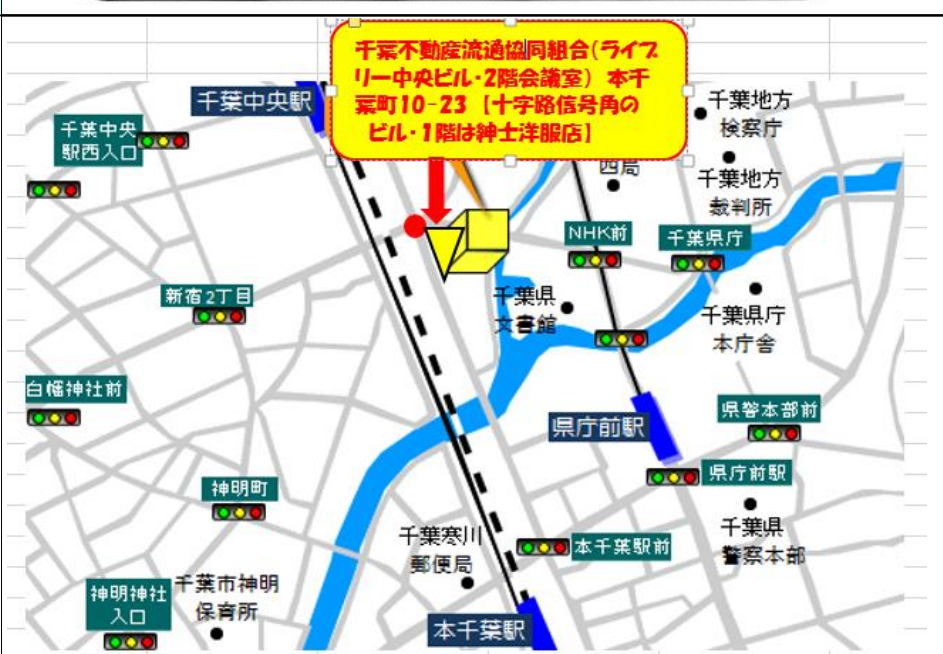 千葉不動産流通協同組合(ライブ
リー中央ビル・2階会議室) 本千
葉町10-23 【十字路信号角の
ビル・1階は紳士洋服店】
千葉中央駅
千葉地方
検察庁
千葉中央
駅西入口
西局
千葉地方
裁判所
NHK前
千葉県庁
新宿2丁目
千葉県
文書館
千葉県庁
本庁舎
白幡神社前
県庁前駅
県警本部前
県庁前駅
神明町
千葉寒川
郵便局
本千葉駅前
千葉県
警察本部
神明神社
入口
千葉市神明
保育所
本千葉駅